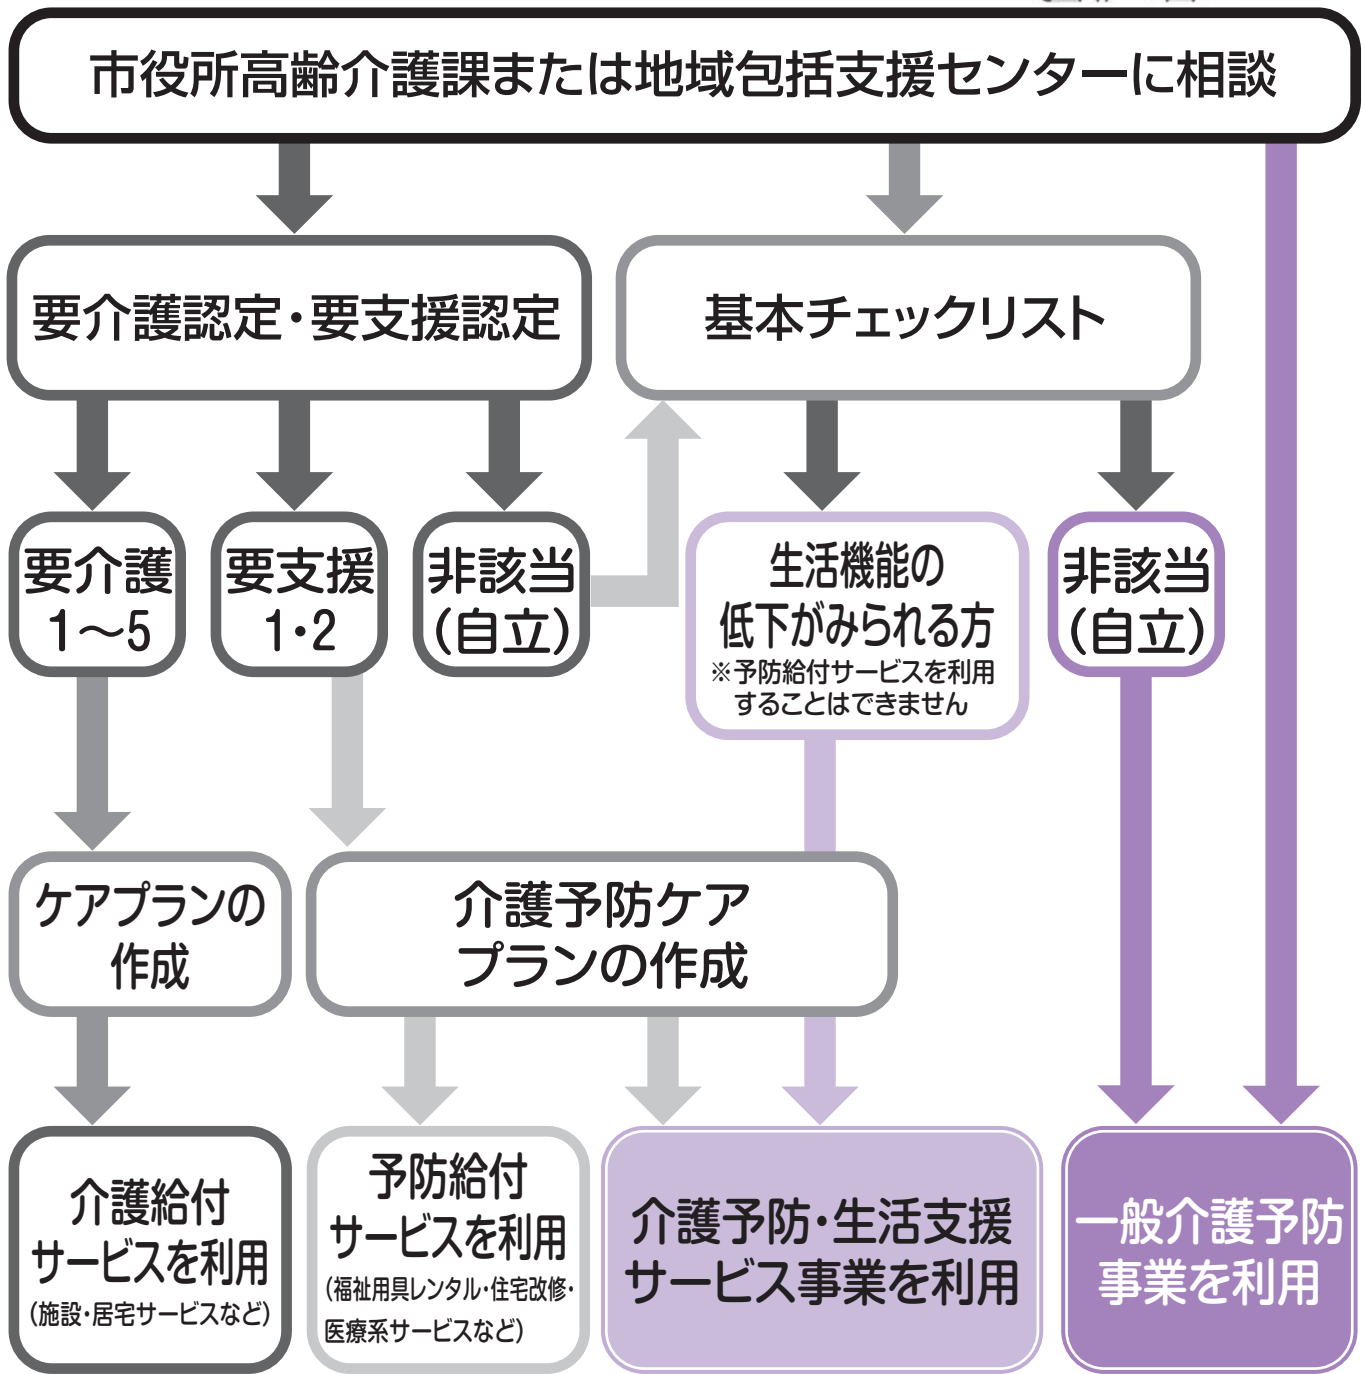 市役所高齢介護課または地域包括支援センターに相談
要介護認定・要支援認定
基本チェックリスト
要介護
1～5
要支援
1・2
非該当
(自立)
生活機能の
低下がみられる方
※予防給付サービスを利用
することはできません
非該当
(自立)
ケアプランの
作成
介護予防ケア
プランの作成
介護給付
サービスを利用
(施設・居宅サービスなど)
予防給付
サービスを利用
(福祉用具レンタル・住宅改修・
医療系サービスなど)
介護予防・生活支援
サービス事業を利用
一般介護予防
事業を利用